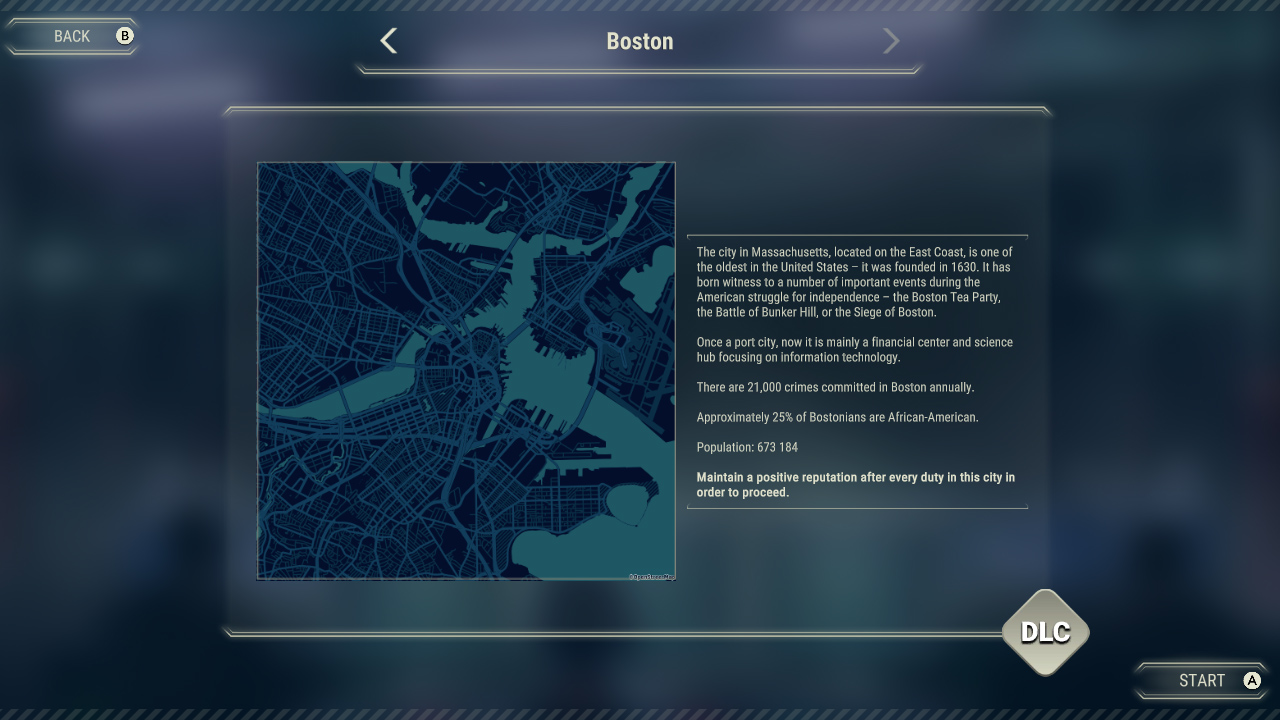 BACK B
Boston
The city in Massachusetts, located on the East Coast, is one of
the oldest in the United States – it was founded in 1630. It has
born witness to a number of important events during the
American struggle for independence – the Boston Tea Party,
the Battle of Bunker Hill, or the Siege of Boston.
Once a port city, now it is mainly a financial center and science
hub focusing on information technology.
There are 21,000 crimes committed in Boston annually.
Approximately 25% of Bostonians are African-American.
Population: 673 184
Maintain a positive reputation after every duty in this city in
order to proceed.
DLC
START A